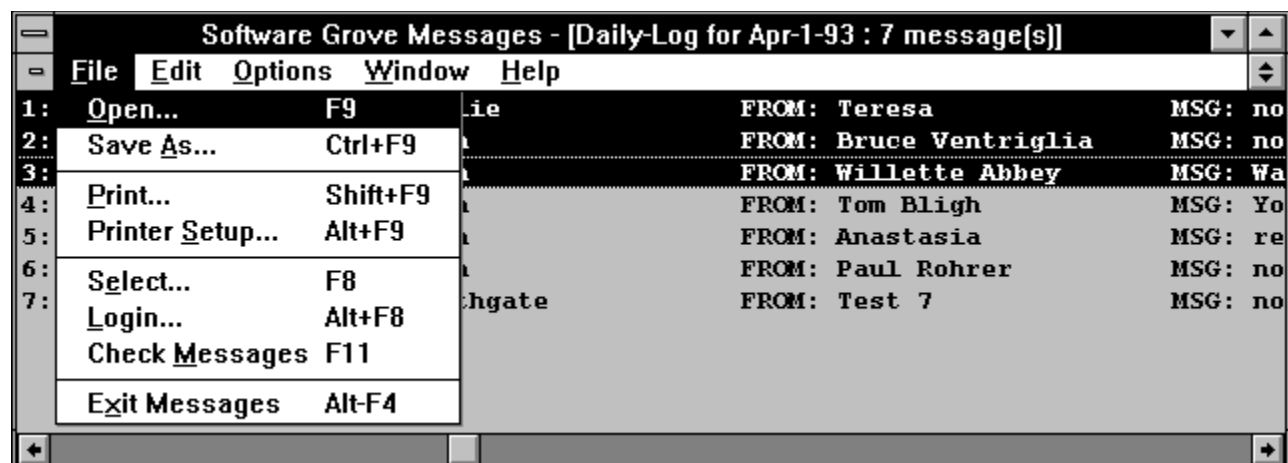 Software Grove Messages - [Daily-Log for Apr-1-93 : 7 message(s)]
File Edit Options Window Help
1: Open... F9 FROM: Teresa MSG: no
2: Save As... Ctrl+F9 FROM: Bruce Ventriglia MSG: no
3: FROM: Willette Abbey MSG: Wa
4: Print... Shift+F9 FROM: Tom Bligh MSG: Yo
5: Printer Setup... Alt+F9 FROM: Anastasia MSG: re
6: Select... F8 FROM: Paul Rohrer MSG: no
7: Login... Alt+F8 FROM: Test 7 MSG: no
Check Messages F11
Exit Messages Alt-F4